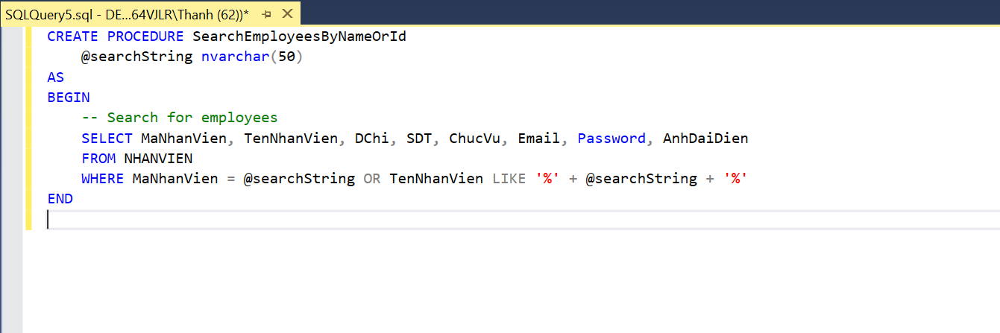 SQLQuery5.sql - DE...64VJLR\Thanh (62))*
CREATE PROCEDURE SearchEmployeesByNameOrId
    @searchString nvarchar(50)
AS
BEGIN
    -- Search for employees
    SELECT MaNhanVien, TenNhanVien, DChi, SDT, ChucVu, Email, Password, AnhDaiDien
    FROM NHANVIEN
    WHERE MaNhanVien = @searchString OR TenNhanVien LIKE '%' + @searchString + '%'
END